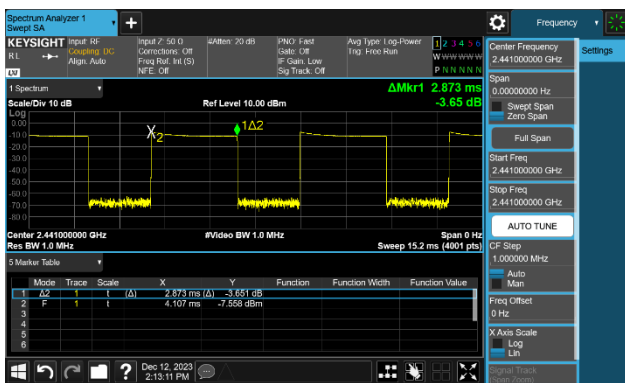 Spectrum Analyzer 1
Swept SA
+
Frequency
KEYSIGHT
Input: RF
Input Z: 50 Ω
#Atten: 20 dB
PNO: Fast
Avg Type: Log-Power
1 2 3 4 5 6
RL
Coupling: DC
Corrections: Off
Gate: Off
Trig: Free Run
W W W W W W
Align: Auto
Freq Ref: Int (S)
IF Gain: Low
P N N N N N
NFE: Off
Sig Track: Off
LXI
1 Spectrum
ΔMkr1 2.873 ms
Scale/Div 10 dB
Ref Level 10.00 dBm
-3.65 dB
Log
0.00
-10.0
-20.0
-30.0
-40.0
-50.0
-60.0
-70.0
-80.0
X2
1Δ2
Center 2.441000000 GHz
#Video BW 1.0 MHz
Span 0 Hz
Res BW 1.0 MHz
Sweep 15.2 ms (4001 pts)
5 Marker Table
Mode Trace Scale X Y Function Function Width Function Value
1 Δ2 1 t (Δ) 2.873 ms (Δ) -3.651 dB
2 F 1 t 4.107 ms -7.558 dBm
3
4
5
6
Dec 12, 2023
2:13:11 PM
Center Frequency
2.441000000 GHz
Settings
Span
0.00000000 Hz
Swept Span
Zero Span
Full Span
Start Freq
2.441000000 GHz
Stop Freq
2.441000000 GHz
AUTO TUNE
CF Step
1.000000 MHz
Auto
Man
Freq Offset
0 Hz
X Axis Scale
Log
Lin
Signal Track
(Span Zoom)